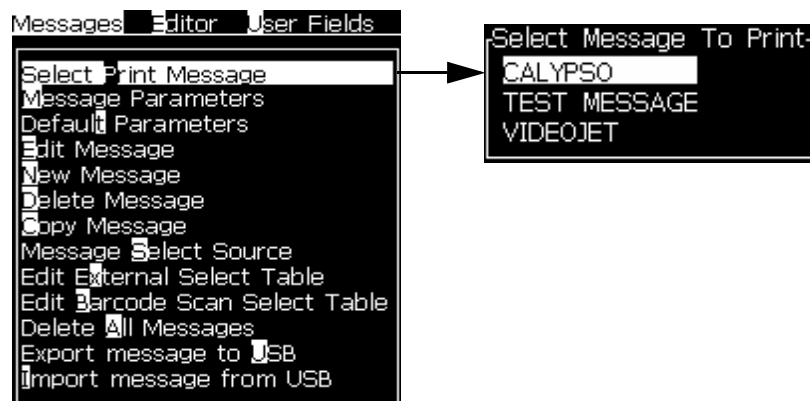 Messages Editor User Fields
Select Print Message
Message Parameters
Default Parameters
Edit Message
New Message
Delete Message
Copy Message
Message Select Source
Edit External Select Table
Edit Barcode Scan Select Table
Delete All Messages
Export message to USB
Import message from USB
Select Message To Print
CALYPSO
TEST MESSAGE
VIDEOJET